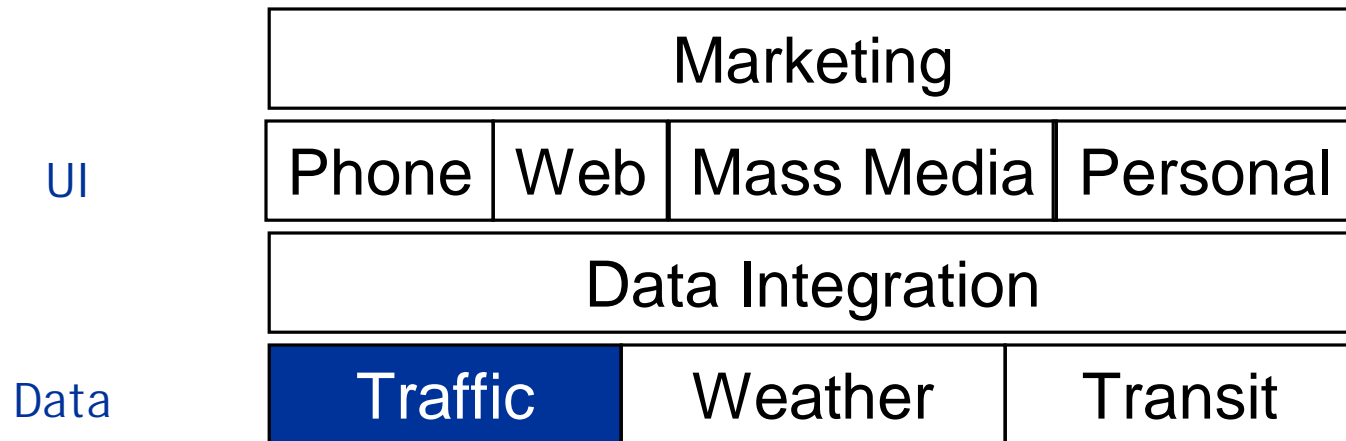 Marketing
UI Phone Web Mass Media Personal
Data Integration
Data Traffic Weather Transit